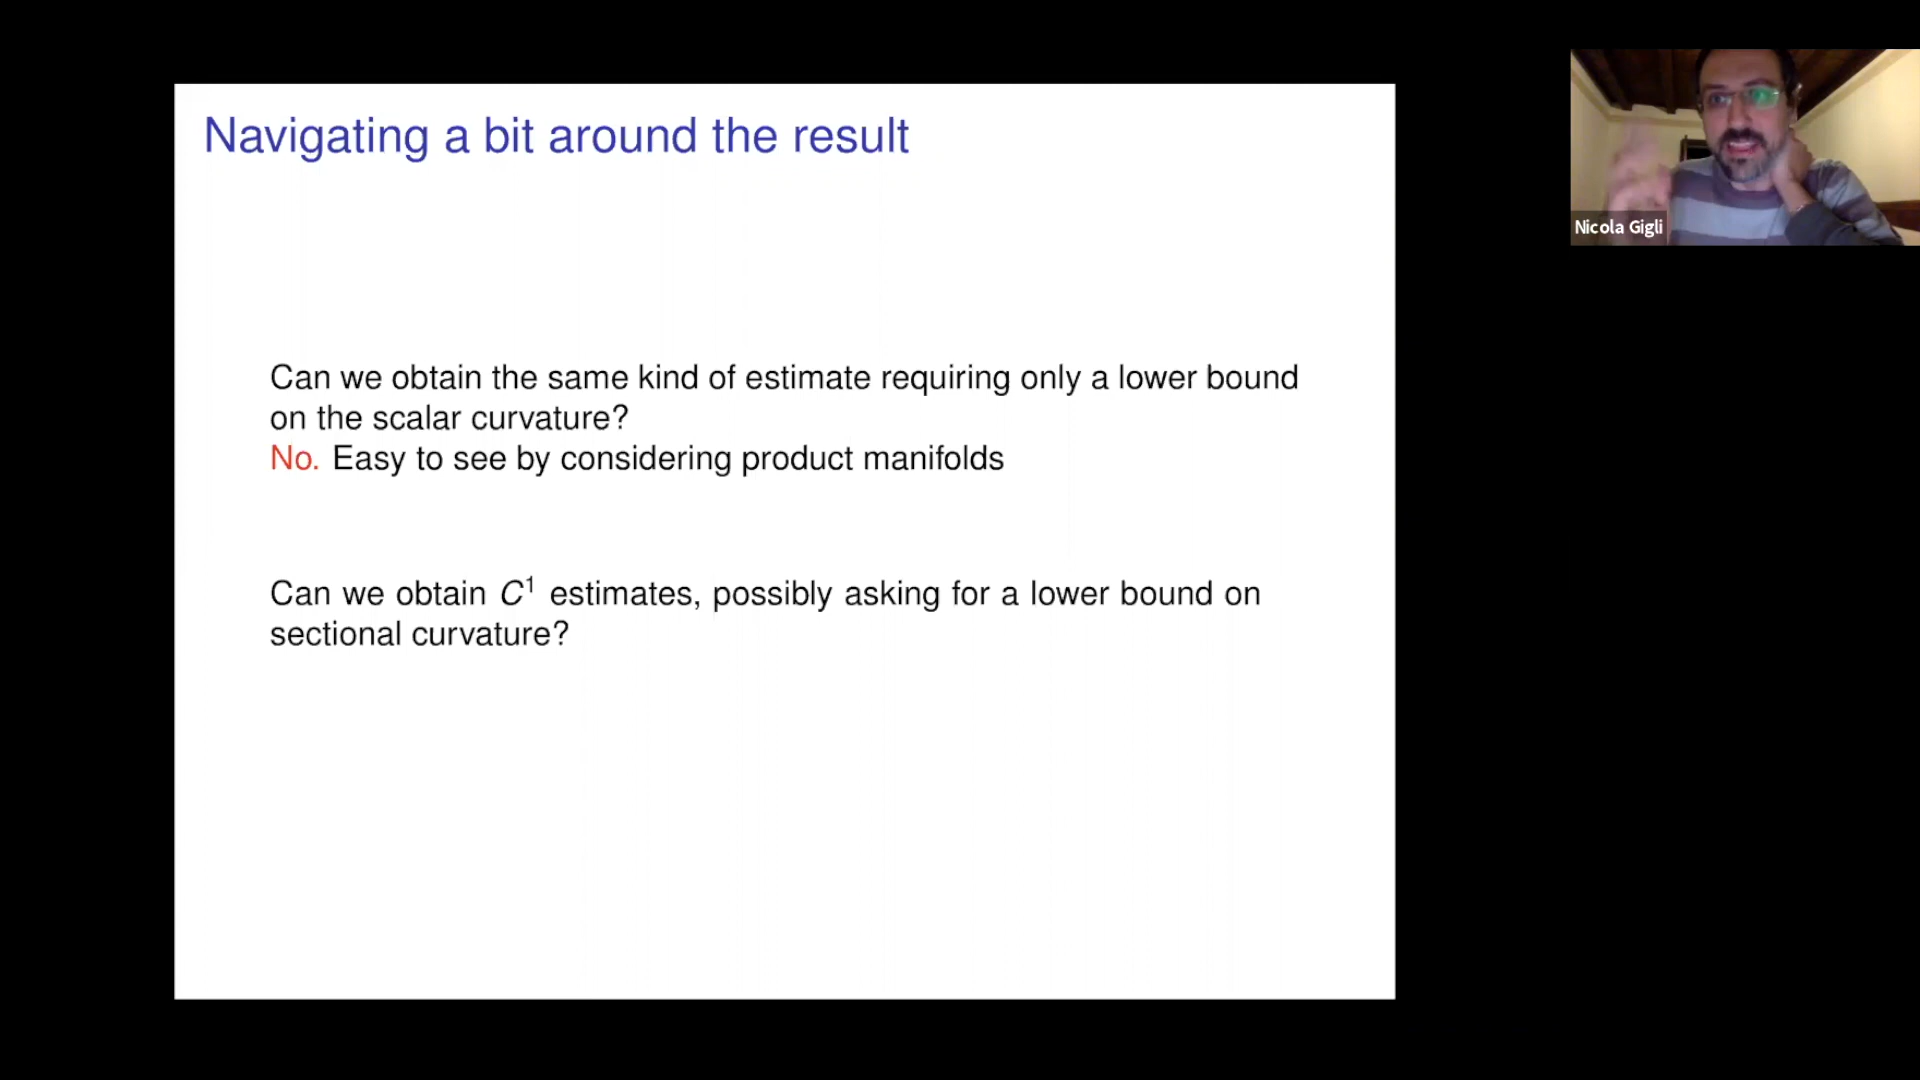 Navigating a bit around the result
Nicola Gigli
Can we obtain the same kind of estimate requiring only a lower bound
on the scalar curvature?
No. Easy to see by considering product manifolds
Can we obtain C¹ estimates, possibly asking for a lower bound on
sectional curvature?